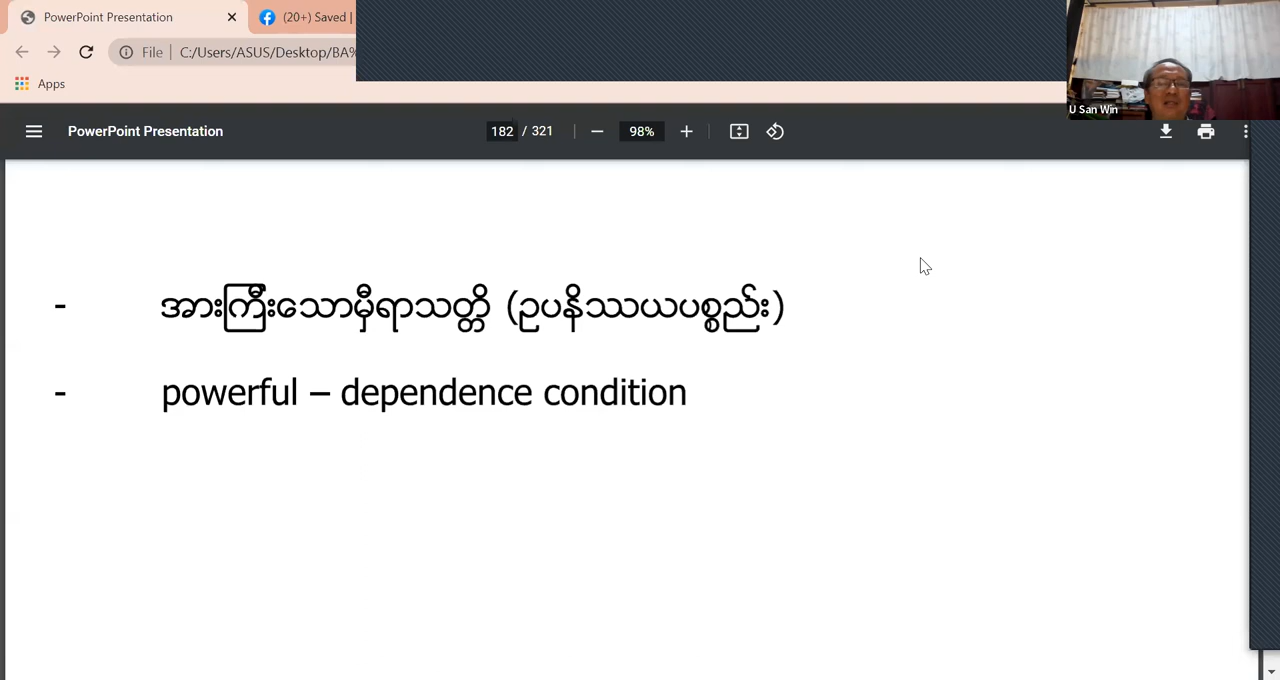 PowerPoint Presentation
(20+) Saved |
File | C:/Users/ASUS/Desktop/BA%
Apps
U San Win
PowerPoint Presentation
182 / 321
98%
- အားကြီးသောမှီရာသတ္တိ (ဥပနိဿယပစ္စည်း)
- powerful – dependence condition